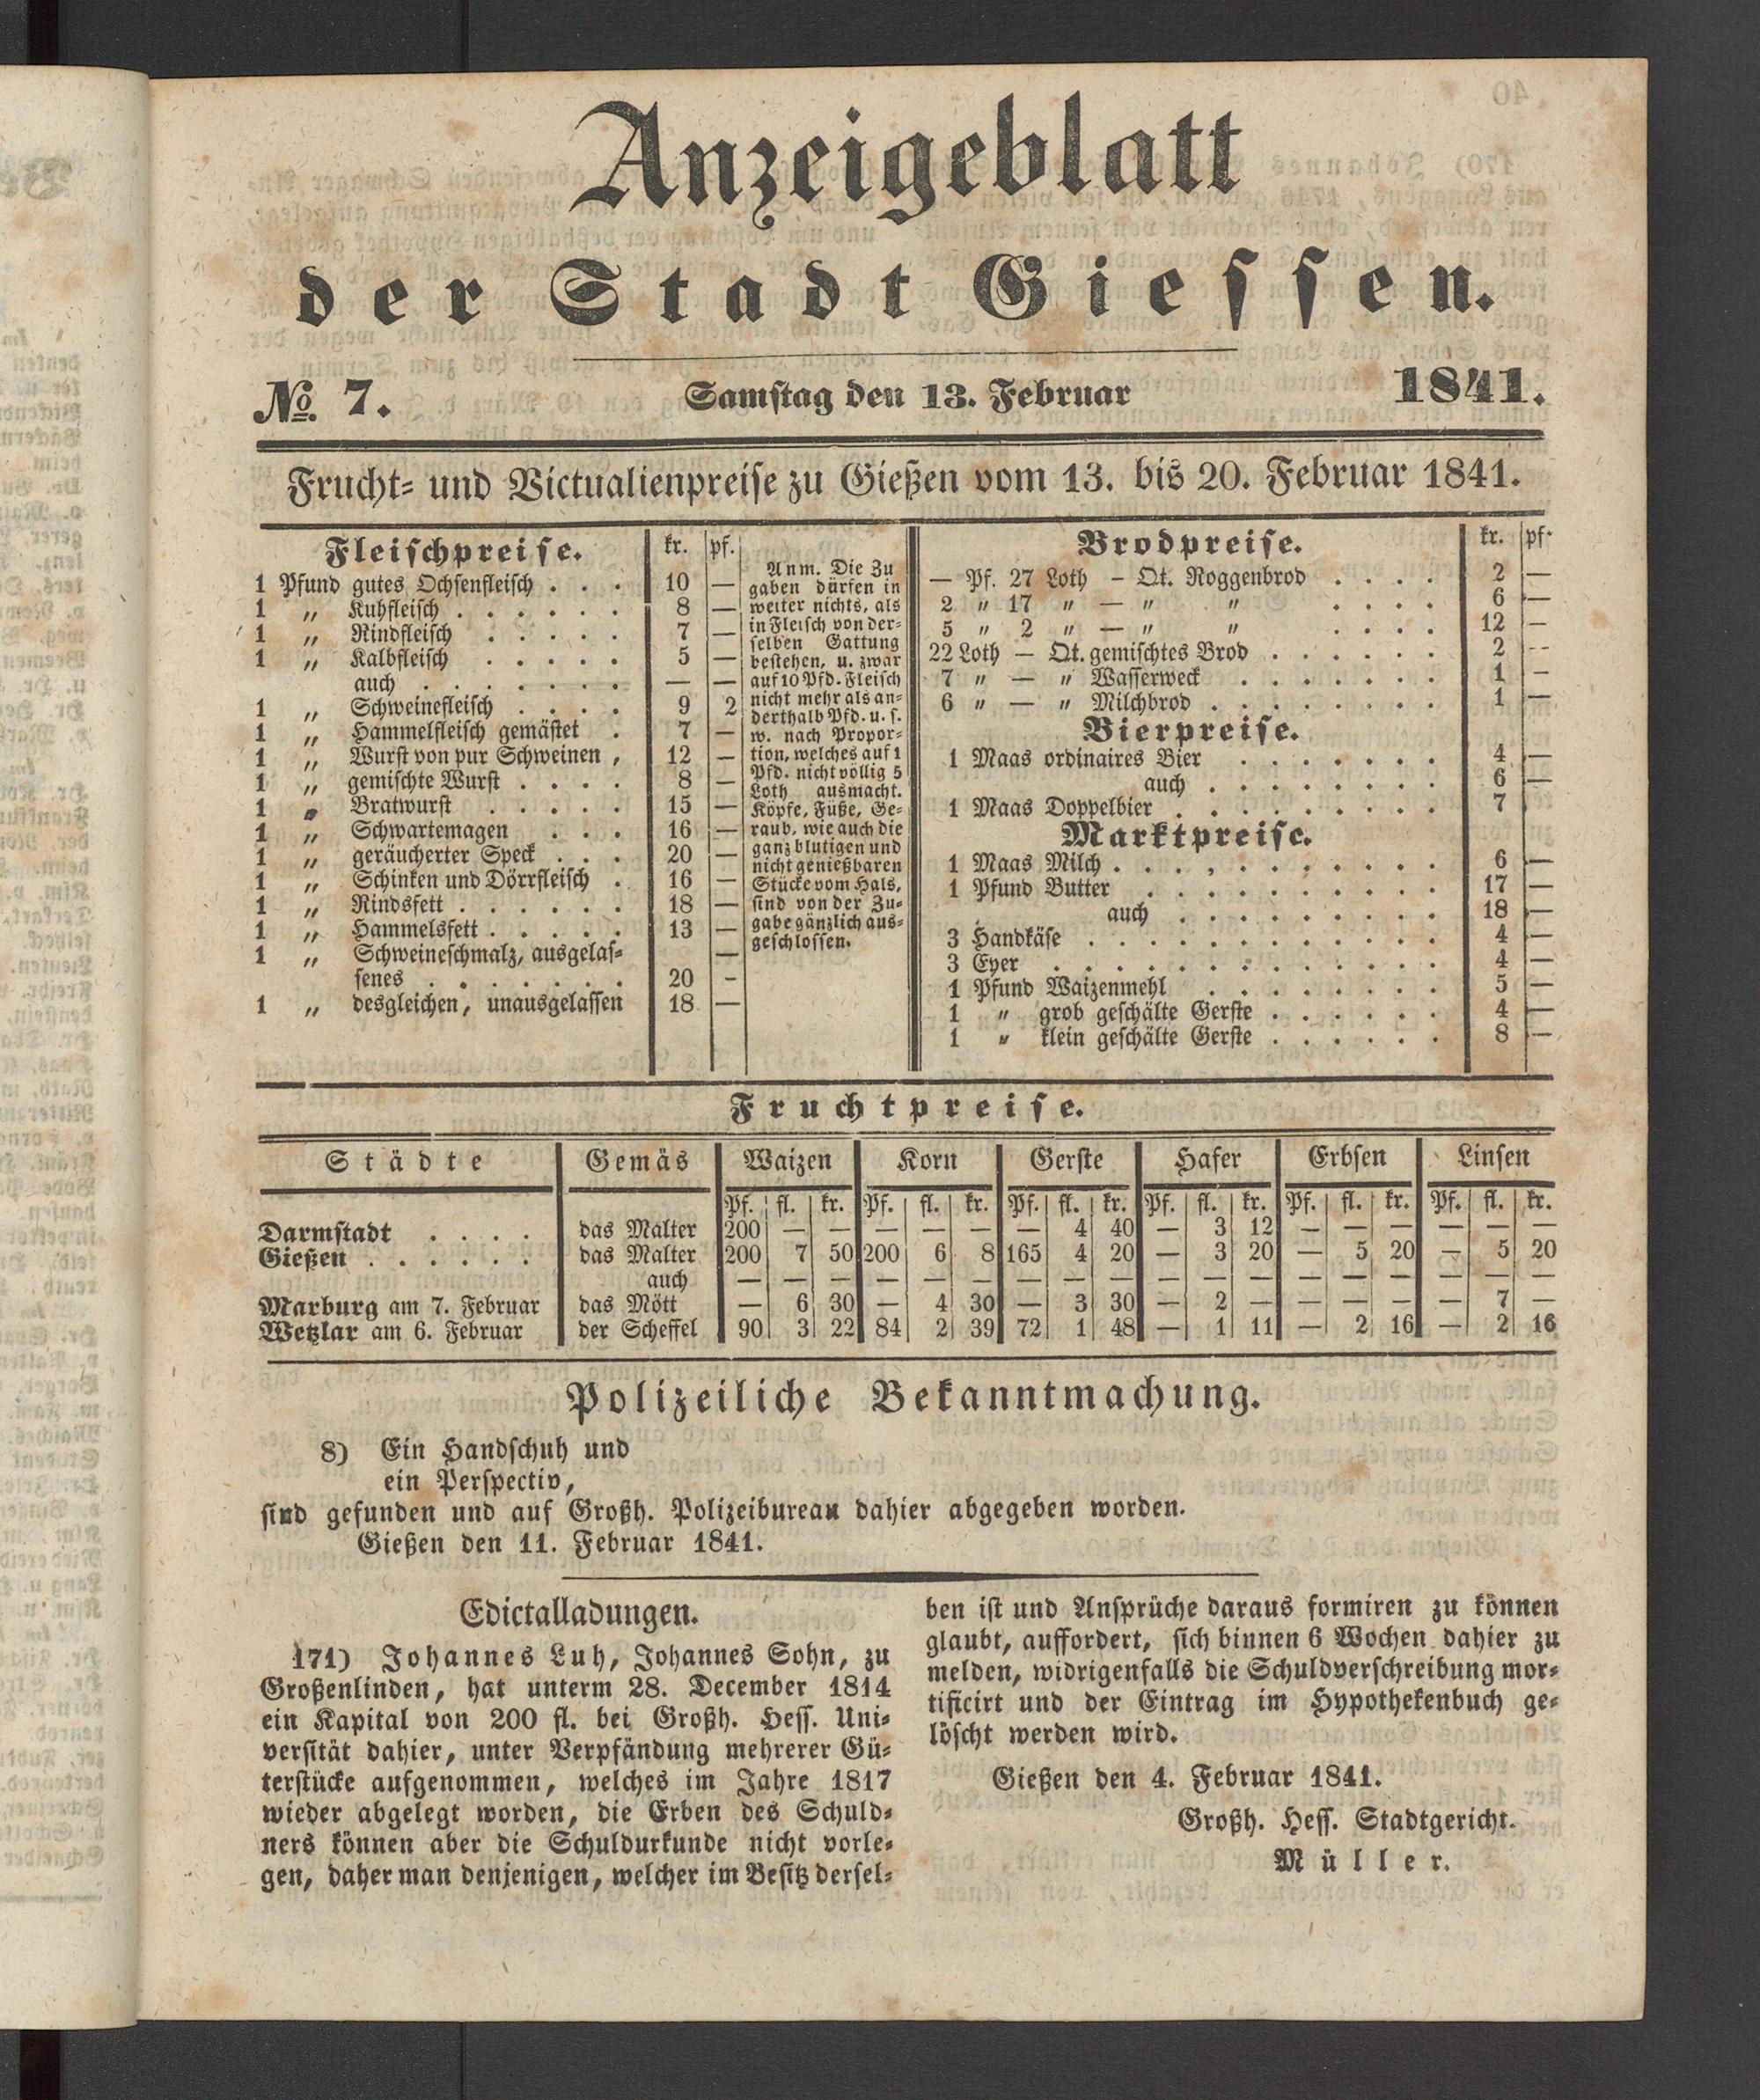 Anzeigeblatt
der Stadt Giessen.
No. 7. Samstag den 13. Februar 1841.
Frucht- und Victualienpreise zu Gießen vom 13. bis 20. Februar 1841.
Fleischpreise. kr. pf.
1 Pfund gutes Ochsenfleisch . . . 10 —
1 „ Kuhfleisch . . . . . . 8 —
1 „ Rindfleisch . . . . . 7 —
1 „ Kalbfleisch . . . . . 5 —
auch . . . . . . . — —
1 „ Schweinefleisch . . . . 9 2
1 „ Hammelfleisch gemästet . 7 —
1 „ Wurst von pur Schweinen , 12 —
1 „ gemischte Wurst . . . . 8 —
1 „ Bratwurst . . . . . 15 —
1 „ Schwartemagen . . . 16 —
1 „ geräucherter Speck . . . 20 —
1 „ Schinken und Dörrfleisch . 16 —
1 „ Rindsfett . . . . . . 18 —
1 „ Hammelsfett . . . . . 13 —
1 „ Schweineschmalz, ausgelas- —
senes . . . . . . . 20 -
1 „ desgleichen, unausgelassen 18 —
Anm. Die Zu
gaben dürfen in
weiter nichts, als
in Fleisch von der-
selben Gattung
bestehen, u. zwar
auf 10 Pfd. Fleisch
nicht mehr als an-
derthalb Pfd. u. s.
w. nach Propor-
tion, welches auf 1
Pfd. nicht völlig 5
Loth ausmacht.
Köpfe, Füße, Ge-
raub, wie auch die
ganz blutigen und
nicht genießbaren
Stücke vom Hals,
sind von der Zu-
gabe gänzlich aus-
geschlossen.
Brodpreise. kr. pf.
— Pf. 27 Loth – Qt. Roggenbrod . . . . 2 —
2 „ 17 „ — „ „ . . . . 6 —
5 „ 2 „ — „ „ . . . . 12 —
22 Loth — Qt. gemischtes Brod . . . . . . 2 --
7 „ — „ Wasserweck . . . . . . . 1 –
6 „ — „ Milchbrod . . . . . . . . 1 —
Bierpreise.
1 Maas ordinaires Bier . . . . . . . 4 —
auch . . . . . . . . 6 —
1 Maas Doppelbier . . . . . . . . . 7
Marktpreise.
1 Maas Milch . . . , . . . . . . . 6 —
1 Pfund Butter . . . . . . . . . . 17 —
auch . . . . . . . . . 18 —
3 Handkäse . . . . . . . . . . . . 4 —
3 Eyer . . . . . . . . . . . . . 4 —
1 Pfund Waizenmehl . . . . . . . . 5 —
1 „ grob geschälte Gerste . . . . . . 4 —
1 „ klein geschälte Gerste . . . . . . 8 —
Fruchtpreise.
Städte Gemäs Waizen Korn Gerste Hafer Erbsen Linsen
Pf. fl. kr. Pf. fl. kr. Pf. fl. kr. Pf. fl. kr. Pf. fl. kr. Pf. fl. kr.
Darmstadt . . . . das Malter 200 — — — — — — 4 40 — 3 12 — — — — — —
Gießen . . . . . . das Malter 200 7 50 200 6 8 165 4 20 — 3 20 — 5 20 — 5 20
auch — — — — — — — — — — — — — — — — — —
Marburg am 7. Februar das Mött — 6 30 — 4 30 — 3 30 — 2 — — — — — 7 —
Wetzlar am 6. Februar der Scheffel 90 3 22 84 2 39 72 1 48 — 1 11 — 2 16 — 2 16
Polizeiliche Bekanntmachung.
8) Ein Handschuh und
ein Perspectiv,
sind gefunden und auf Großh. Polizeibureau dahier abgegeben worden.
Gießen den 11. Februar 1841.
Edictalladungen.
171) Johannes Luh, Johannes Sohn, zu
Großenlinden, hat unterm 28. December 1814
ein Kapital von 200 fl. bei Großh. Hess. Uni-
versität dahier, unter Verpfändung mehrerer Gü-
terstücke aufgenommen, welches im Jahre 1817
wieder abgelegt worden, die Erben des Schuld-
ners können aber die Schuldurkunde nicht vorle-
gen, daher man denjenigen, welcher im Besitz dersel-
ben ist und Ansprüche daraus formiren zu können
glaubt, auffordert, sich binnen 6 Wochen dahier zu
melden, widrigenfalls die Schuldverschreibung mor-
tificirt und der Eintrag im Hypothekenbuch ge-
löscht werden wird.
Gießen den 4. Februar 1841.
Großh. Hess. Stadtgericht.
Müller.